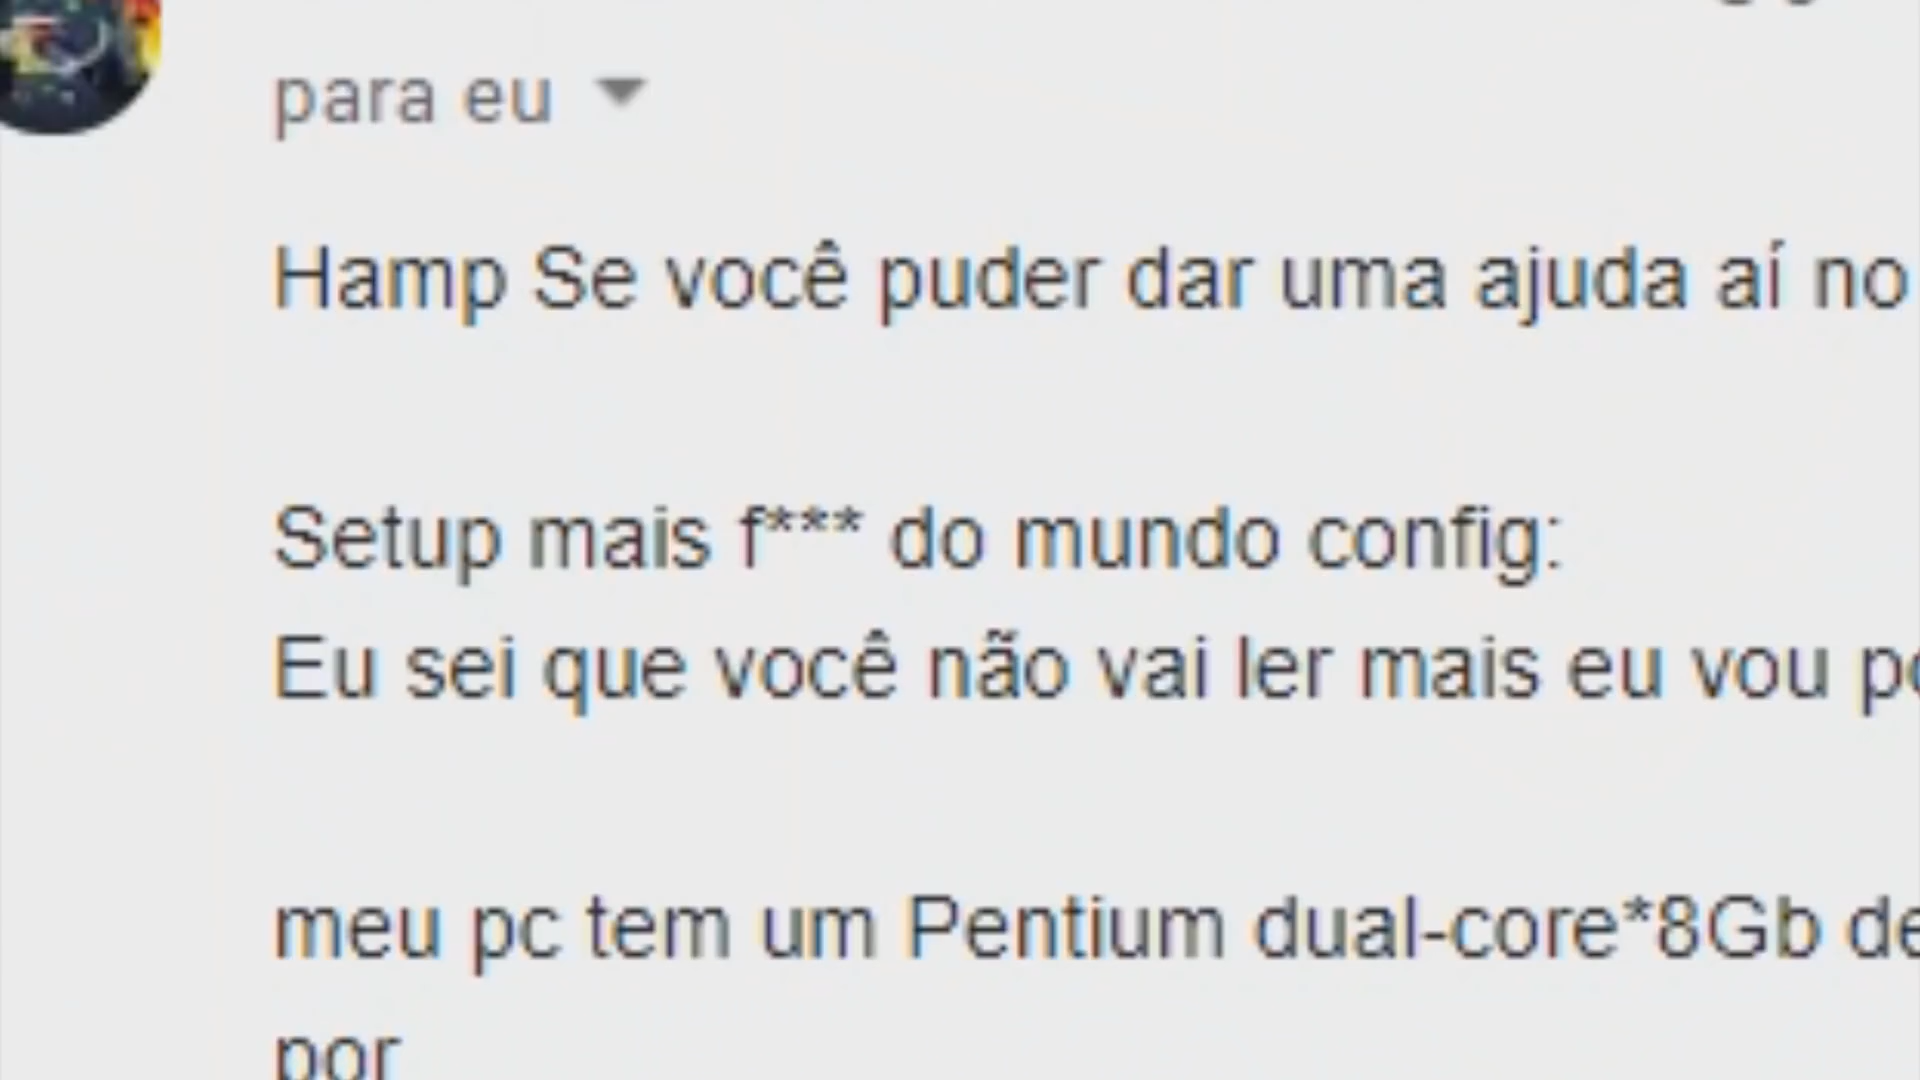 para eu
Hamp Se você puder dar uma ajuda aí no
Setup mais f*** do mundo config:
Eu sei que você não vai ler mais eu vou
meu pc tem um Pentium dual-core*8Gb de
por